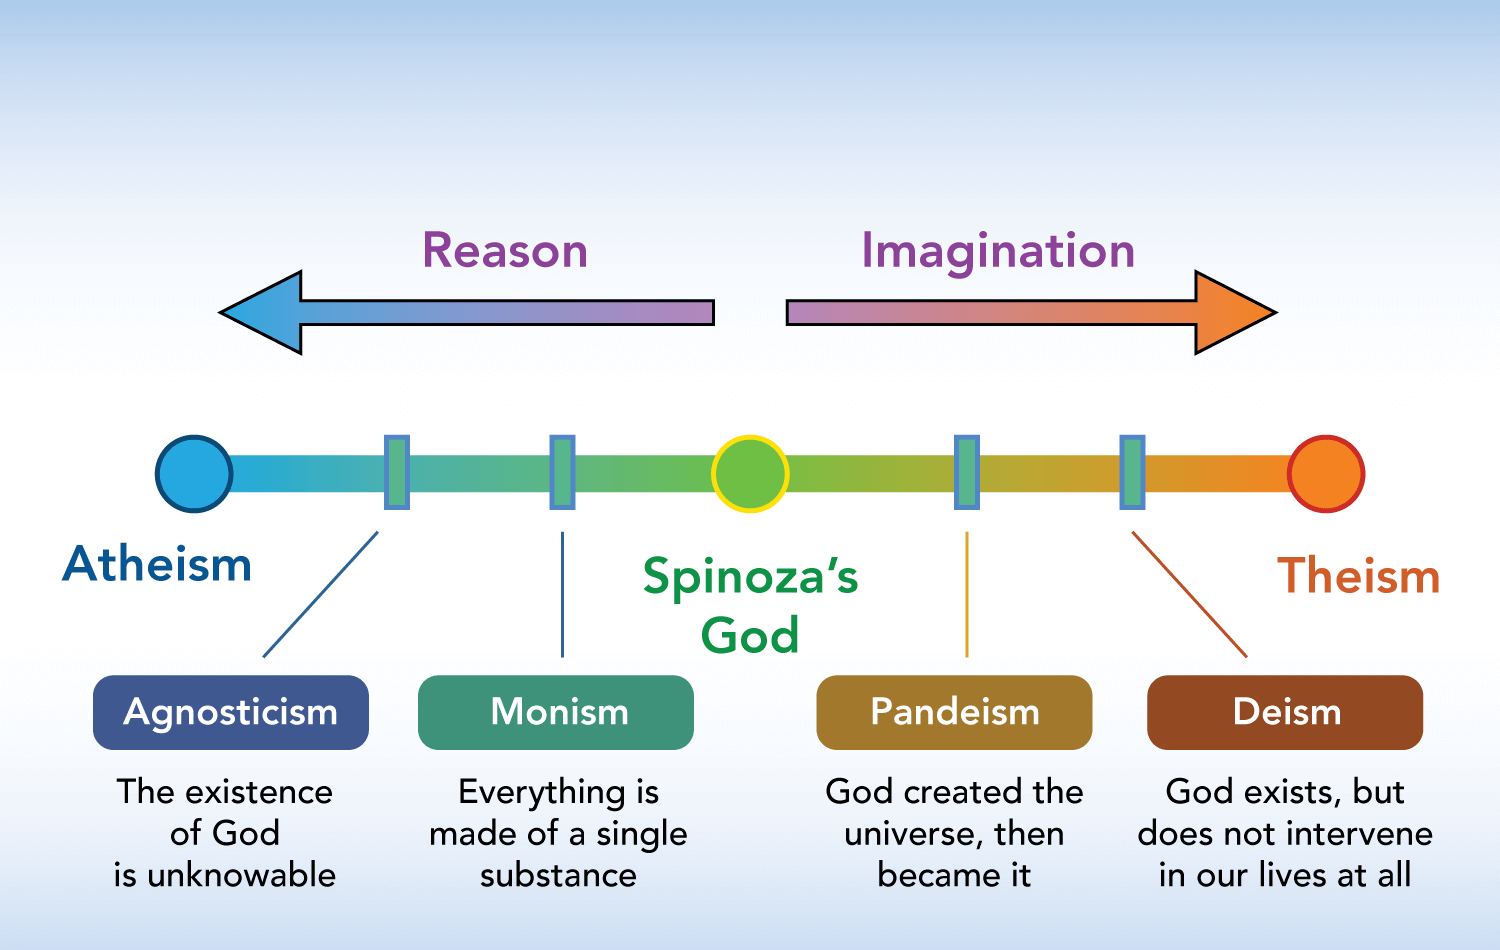 Reason
Imagination
Atheism
Spinoza’s
God
Theism
Agnosticism
The existence
of God
is unknowable
Monism
Everything is
made of a single
substance
Pandeism
God created the
universe, then
became it
Deism
God exists, but
does not intervene
in our lives at all